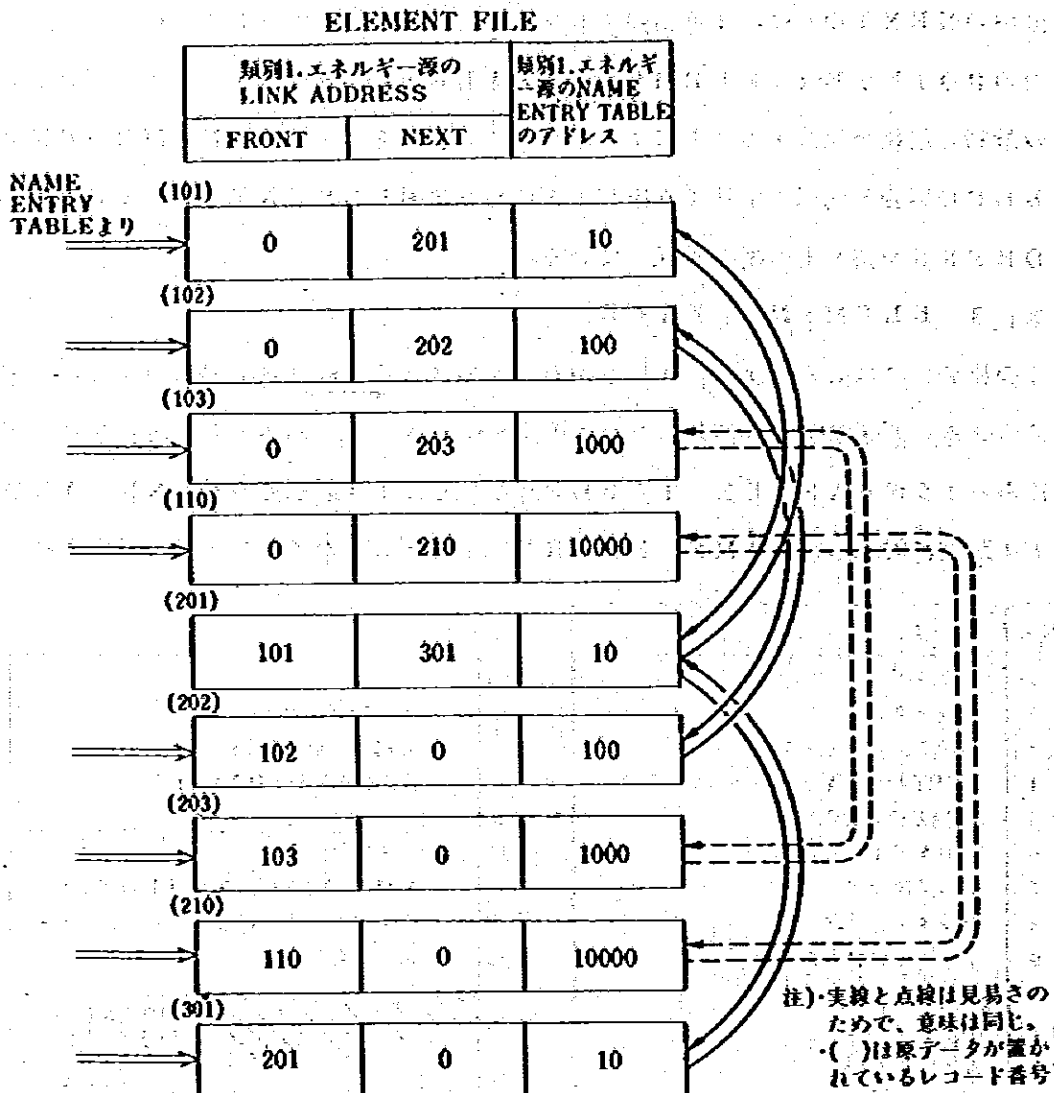 ELEMENT FILE
類別1.エネルギー源の
LINK ADDRESS
類別1.エネルギ
ー源のNAME
ENTRY TABLE
のアドレス
FRONT
NEXT
NAME
ENTRY
TABLEより
(101)
0 201 10
(102)
0 202 100
(103)
0 203 1000
(110)
0 210 10000
(201)
101 301 10
(202)
102 0 100
(203)
103 0 1000
(210)
110 0 10000
(301)
201 0 10
注)・実線と点線は見易さの
ためで、意味は同じ。
・( )は原データが置か
れているレコード番号